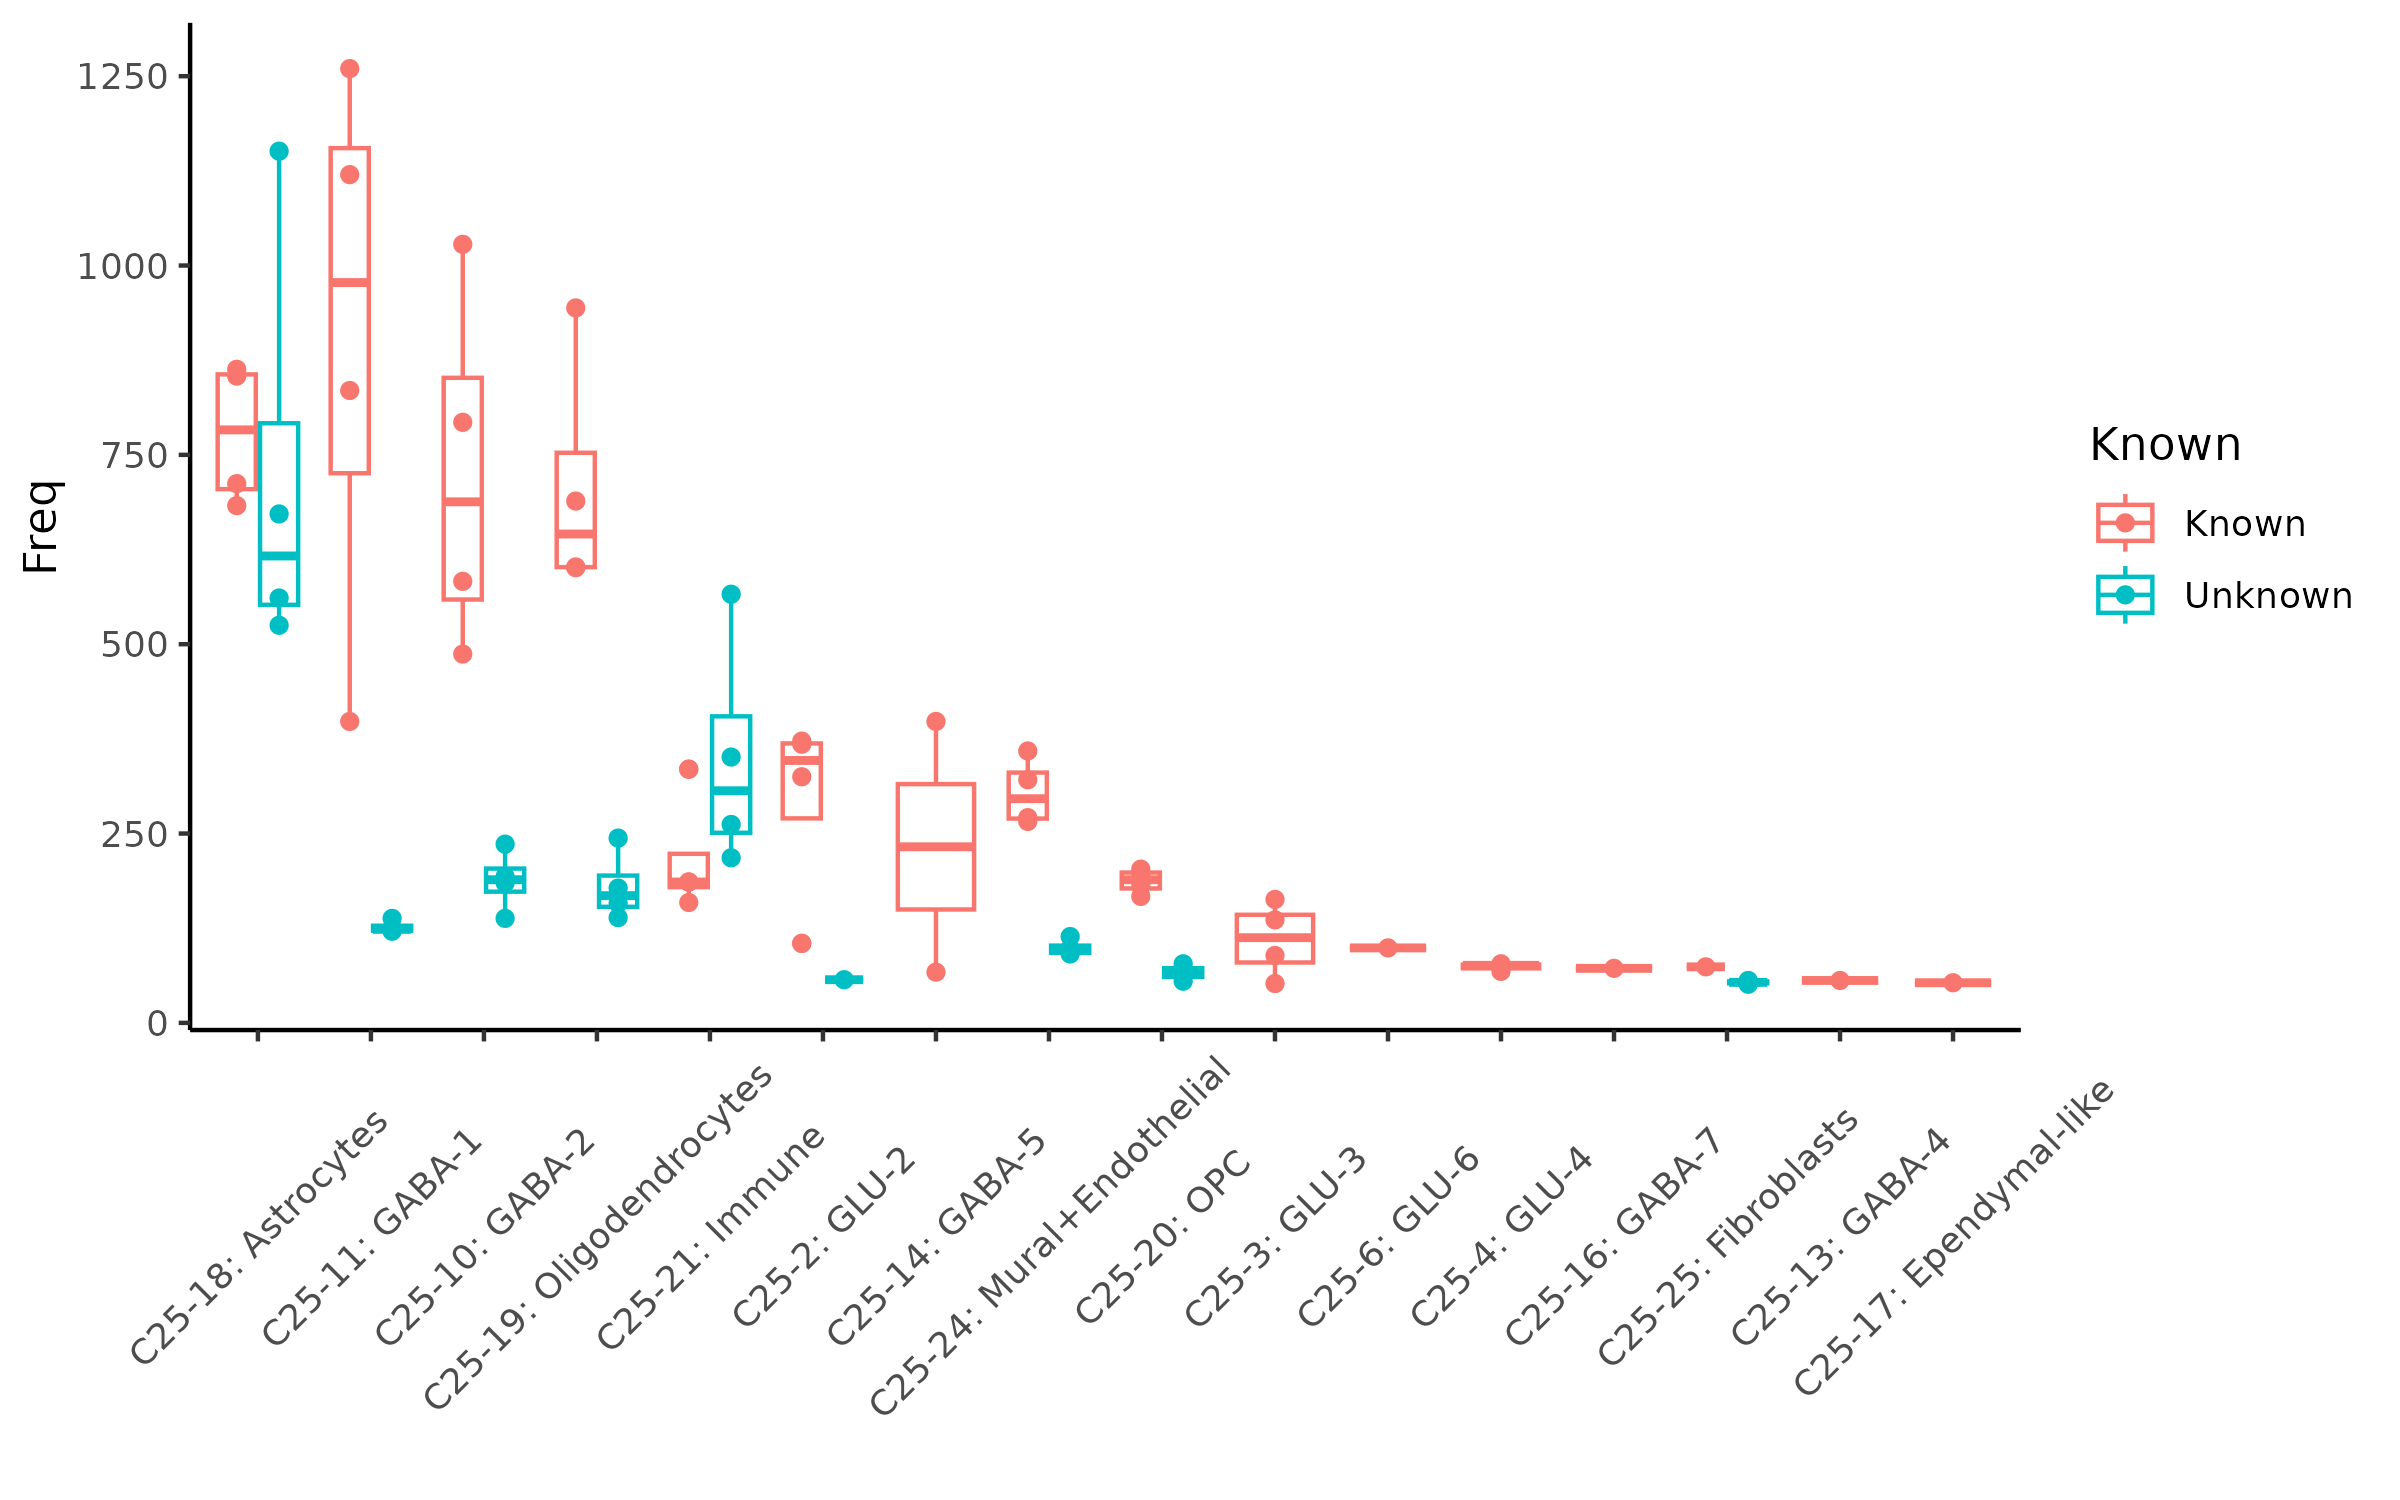 1250
1000
750
500
250
0
Freq
C25-18: Astrocytes
C25-11: GABA-1
C25-10: GABA-2
C25-19: Oligodendrocytes
C25-21: Immune
C25-2: GLU-2
C25-14: GABA-5
C25-24: Mural+Endothelial
C25-20: OPC
C25-3: GLU-3
C25-6: GLU-6
C25-4: GLU-4
C25-16: GABA-7
C25-25: Fibroblasts
C25-13: GABA-4
C25-17: Ependymal-like
Known
Known
Unknown